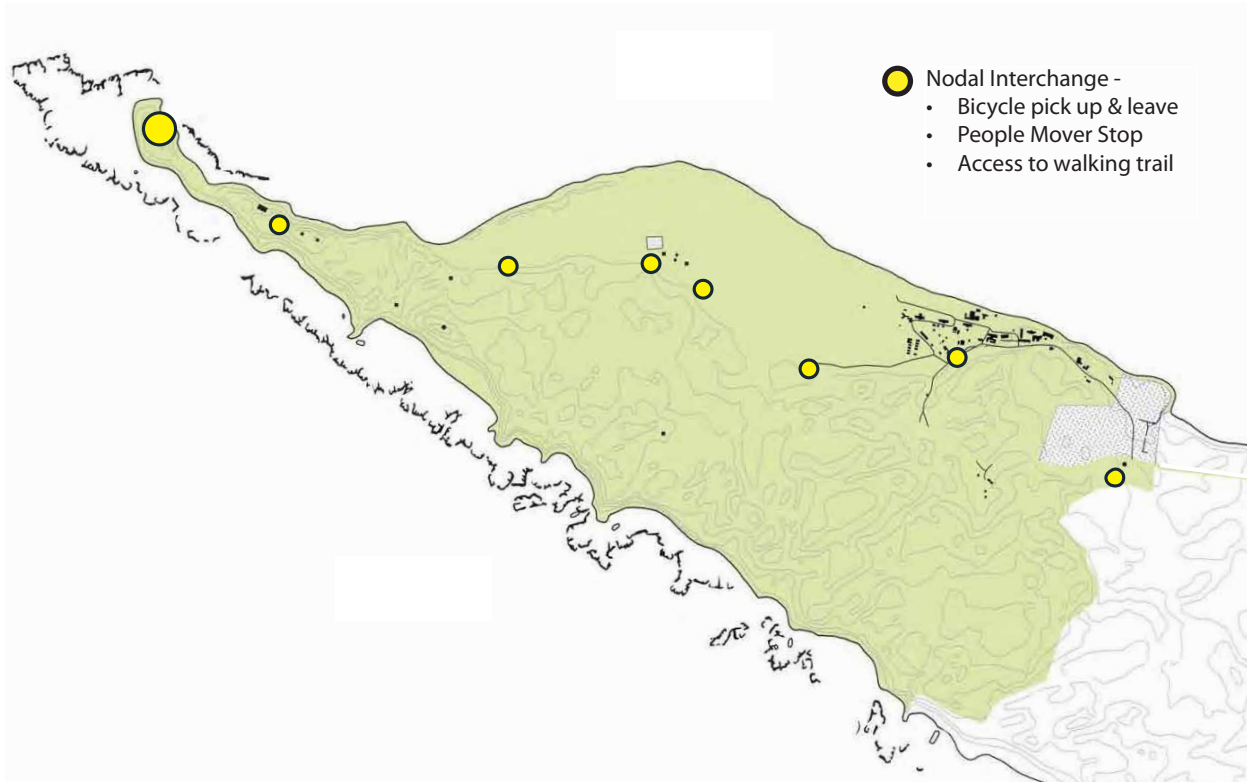 Nodal Interchange -
• Bicycle pick up & leave
• People Mover Stop
• Access to walking trail